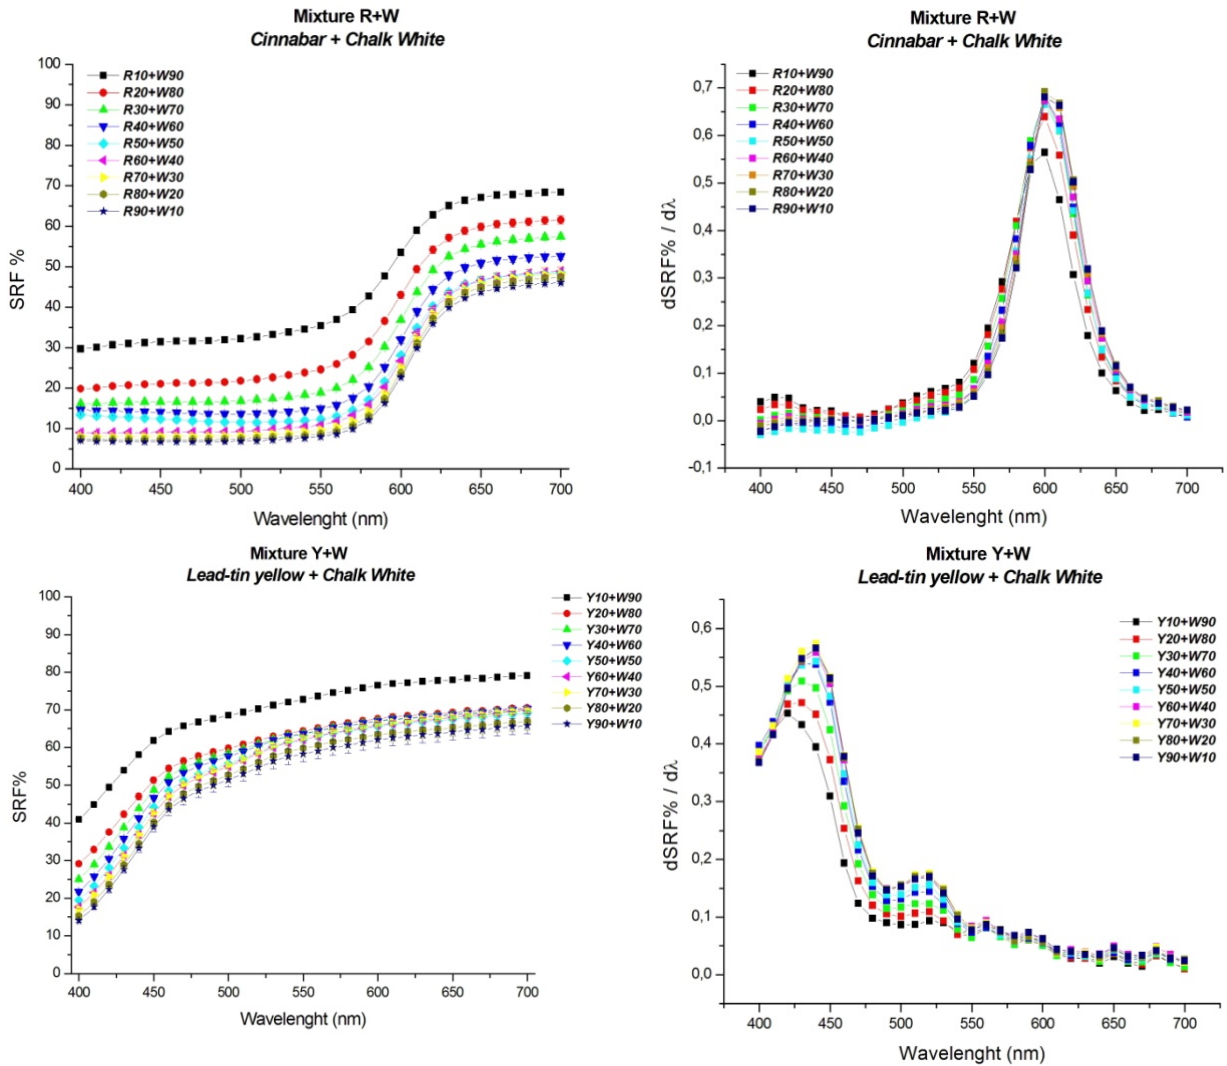 Mixture R+W
Cinnabar + Chalk White
100
90
80
70
60
50
40
30
20
10
0
SRF %
R10+W90
R20+W80
R30+W70
R40+W60
R50+W50
R60+W40
R70+W30
R80+W20
R90+W10
400
450
500
550
600
650
700
Wavelenght (nm)
Mixture R+W
Cinnabar + Chalk White
0,7
0,6
0,5
0,4
0,3
0,2
0,1
0,0
-0,1
dSRF% / dλ
R10+W90
R20+W80
R30+W70
R40+W60
R50+W50
R60+W40
R70+W30
R80+W20
R90+W10
400
450
500
550
600
650
700
Wavelenght (nm)
Mixture Y+W
Lead-tin yellow + Chalk White
100
90
80
70
60
50
40
30
20
10
0
SRF%
Y10+W90
Y20+W80
Y30+W70
Y40+W60
Y50+W50
Y60+W40
Y70+W30
Y80+W20
Y90+W10
400
450
500
550
600
650
700
Wavelenght (nm)
Mixture Y+W
Lead-tin yellow + Chalk White
0,6
0,5
0,4
0,3
0,2
0,1
0,0
dSRF% / dλ
Y10+W90
Y20+W80
Y30+W70
Y40+W60
Y50+W50
Y60+W40
Y70+W30
Y80+W20
Y90+W10
400
450
500
550
600
650
700
Wavelenght (nm)